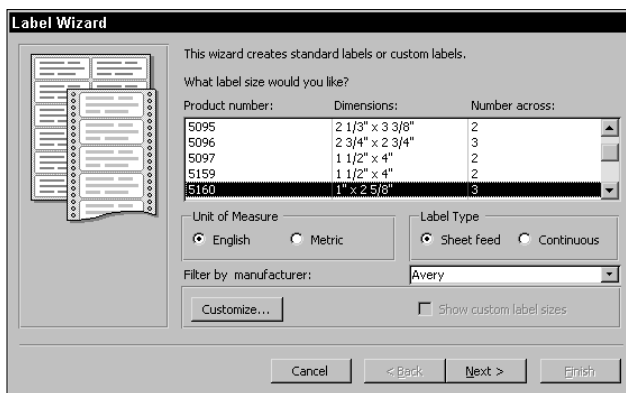 Label Wizard
This wizard creates standard labels or custom labels.
What label size would you like?
Product number: Dimensions: Number across:
5095 2 1/3" x 3 3/8" 2
5096 2 3/4" x 2 3/4" 3
5097 1 1/2" x 4" 2
5159 1 1/2" x 4" 2
5160 1" x 2 5/8" 3
Unit of Measure Label Type
English Metric Sheet feed Continuous
Filter by manufacturer: Avery
Customize... Show custom label sizes
Cancel < Back Next > Finish